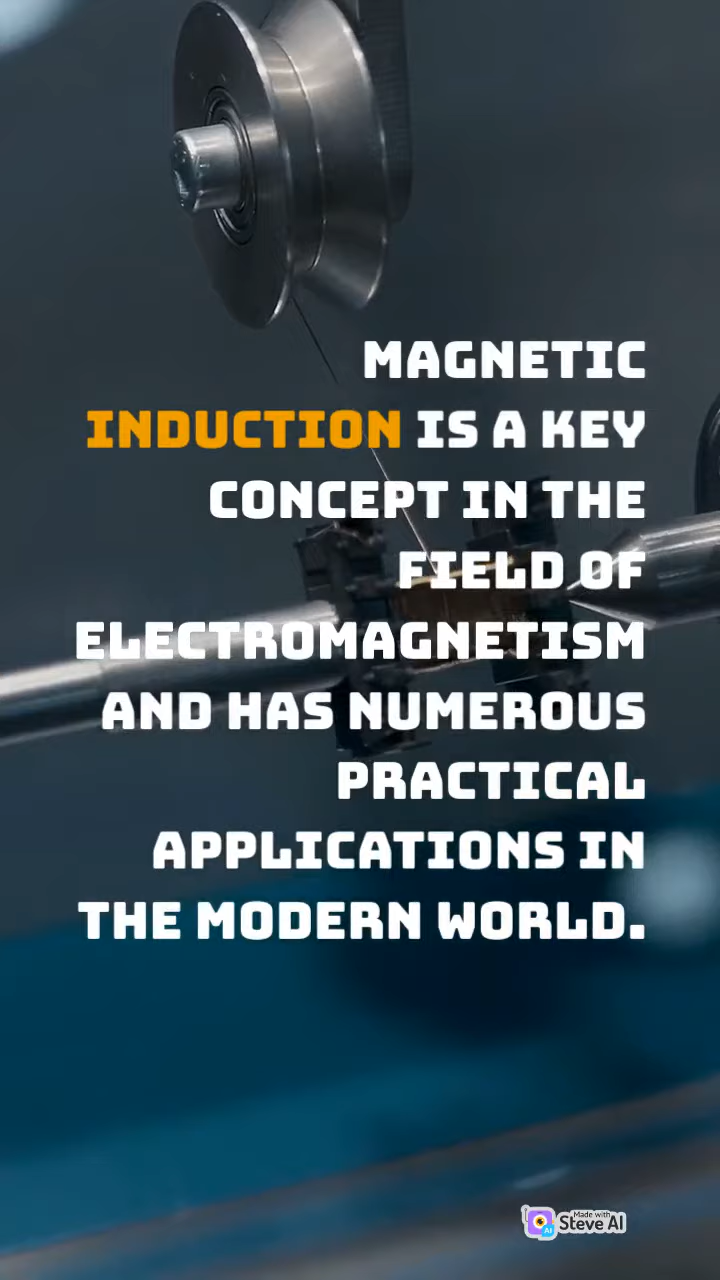 MAGNETIC
INDUCTION IS A KEY
CONCEPT IN THE
FIELD OF
ELECTROMAGNETISM
AND HAS NUMEROUS
PRACTICAL
APPLICATIONS IN
THE MODERN WORLD.
Made with
Steve AI
AI